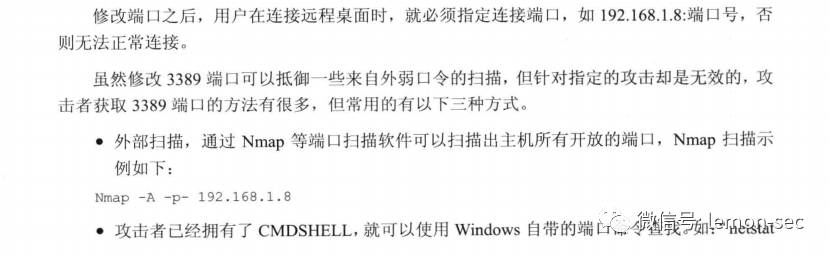 修改端口之后，用户在连接远程桌面时，就必须指定连接端口，如 192.168.1.8:端口号，否
则无法正常连接。
虽然修改 3389 端口可以抵御一些来自外弱口令的扫描，但针对指定的攻击却是无效的，攻
击者获取 3389 端口的方法有很多，但常用的有以下三种方式。
● 外部扫描，通过 Nmap 等端口扫描软件可以扫描出主机所有开放的端口，Nmap 扫描示
例如下：
Nmap -A -p- 192.168.1.8
● 攻击者已经拥有了 CMDSHELL，就可以使用 Windows 自带的端口命令查找。如：“netstat
微信号: lemon-sec